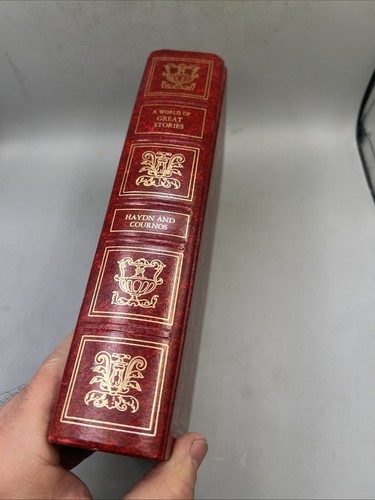 A WORLD OF
GREAT
STORIES
HAYDN AND
COURNOS